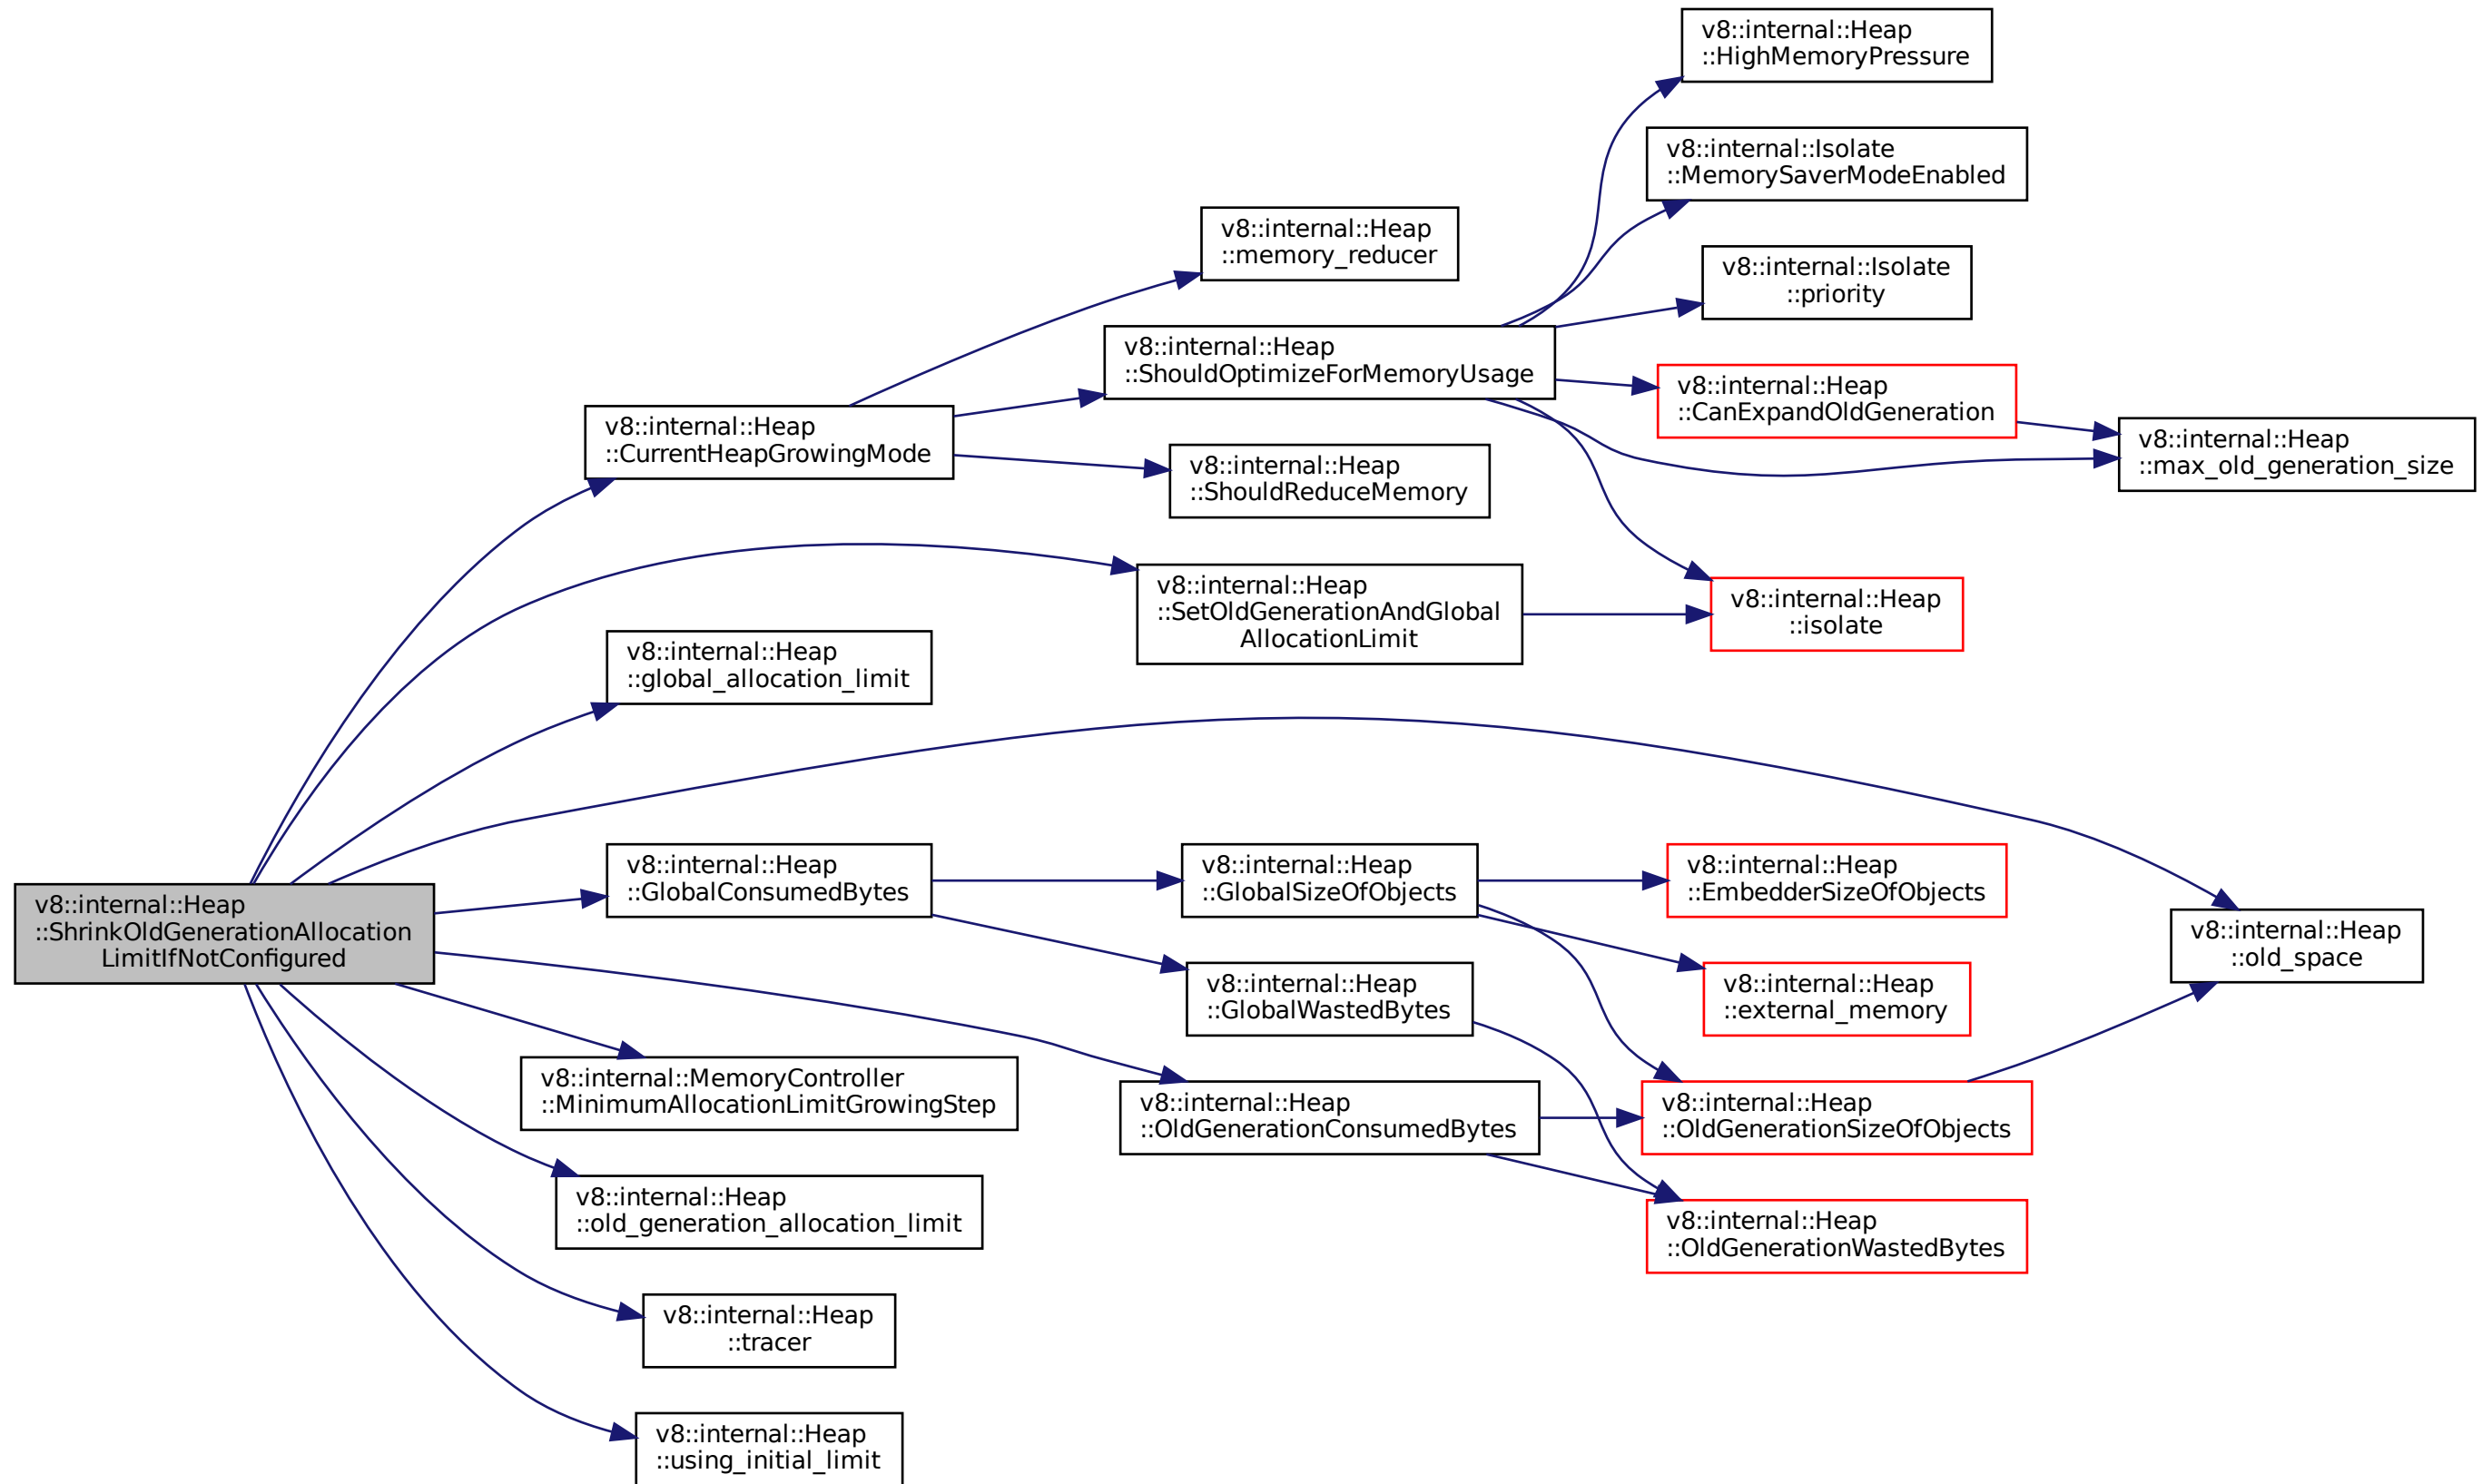 v8::internal::Heap
::HighMemoryPressure
v8::internal::Isolate
::MemorySaverModeEnabled
v8::internal::Heap
::memory_reducer
v8::internal::Isolate
::priority
v8::internal::Heap
::ShouldOptimizeForMemoryUsage
v8::internal::Heap
::CanExpandOldGeneration
v8::internal::Heap
::CurrentHeapGrowingMode
v8::internal::Heap
::max_old_generation_size
v8::internal::Heap
::ShouldReduceMemory
v8::internal::Heap
::SetOldGenerationAndGlobal
AllocationLimit
v8::internal::Heap
::isolate
v8::internal::Heap
::global_allocation_limit
v8::internal::Heap
::GlobalConsumedBytes
v8::internal::Heap
::GlobalSizeOfObjects
v8::internal::Heap
::EmbedderSizeOfObjects
v8::internal::Heap
::ShrinkOldGenerationAllocation
LimitIfNotConfigured
v8::internal::Heap
::old_space
v8::internal::Heap
::GlobalWastedBytes
v8::internal::Heap
::external_memory
v8::internal::MemoryController
::MinimumAllocationLimitGrowingStep
v8::internal::Heap
::OldGenerationConsumedBytes
v8::internal::Heap
::OldGenerationSizeOfObjects
v8::internal::Heap
::old_generation_allocation_limit
v8::internal::Heap
::OldGenerationWastedBytes
v8::internal::Heap
::tracer
v8::internal::Heap
::using_initial_limit